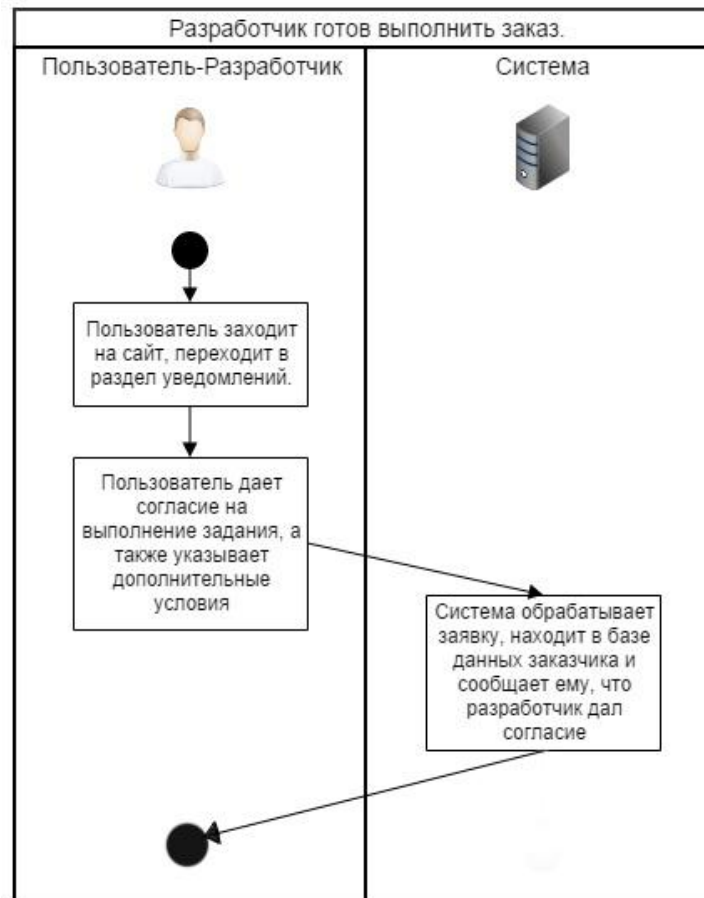 Разработчик готов выполнить заказ.
Пользователь-Разработчик
Система
Пользователь заходит
на сайт, переходит в
раздел уведомлений.
Пользователь дает
согласие на
выполнение задания, а
также указывает
дополнительные
условия
Система обрабатывает
заявку, находит в базе
данных заказчика и
сообщает ему, что
разработчик дал
согласие